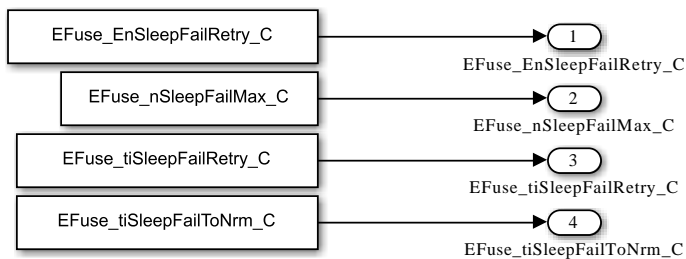 EFuse_EnSleepFailRetry_C
1
EFuse_EnSleepFailRetry_C
EFuse_nSleepFailMax_C
2
EFuse_nSleepFailMax_C
EFuse_tiSleepFailRetry_C
3
EFuse_tiSleepFailRetry_C
EFuse_tiSleepFailToNrm_C
4
EFuse_tiSleepFailToNrm_C